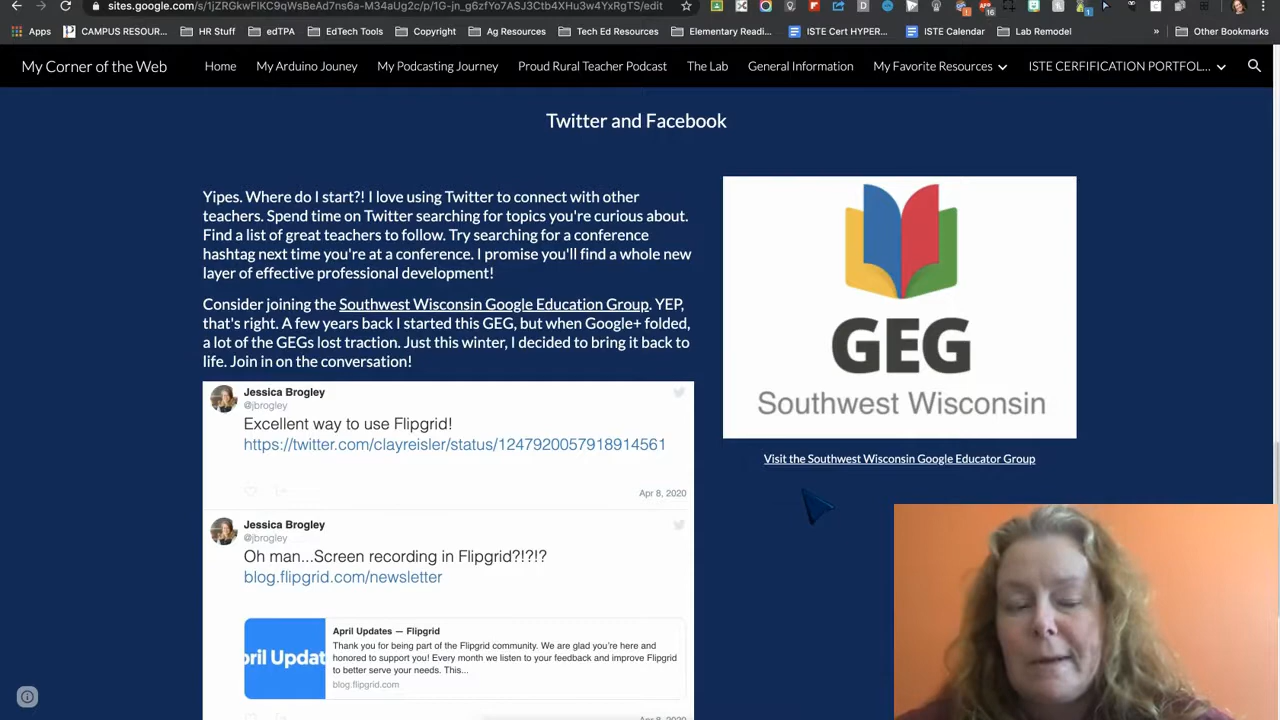 sites.google.com/s/1jZRGkwFIKC9qWsBeAd7ns6a-M34aUg2c/p/1G-jn_g6zfYo7ASJ3Ctb4XHu3w4YxRgTS/edit
Apps CAMPUS RESOUR... HR Stuff edTPA EdTech Tools Copyright Ag Resources Tech Ed Resources Elementary Readi... ISTE Cert HYPER... ISTE Calendar Lab Remodel » Other Bookmarks
My Corner of the Web Home My Arduino Jouney My Podcasting Journey Proud Rural Teacher Podcast The Lab General Information My Favorite Resources ISTE CERFIFICATION PORTFOL...
Twitter and Facebook
Yipes. Where do I start?! I love using Twitter to connect with other
teachers. Spend time on Twitter searching for topics you're curious about.
Find a list of great teachers to follow. Try searching for a conference
hashtag next time you're at a conference. I promise you'll find a whole new
layer of effective professional development!
Consider joining the Southwest Wisconsin Google Education Group. YEP,
that's right. A few years back I started this GEG, but when Google+ folded,
a lot of the GEGs lost traction. Just this winter, I decided to bring it back to
life. Join in on the conversation!
Jessica Brogley
@jbrogley
Excellent way to use Flipgrid!
https://twitter.com/clayreisler/status/1247920057918914561
Apr 8, 2020
Jessica Brogley
@jbrogley
Oh man...Screen recording in Flipgrid?!?!?
blog.flipgrid.com/newsletter
pril Updat
April Updates — Flipgrid
Thank you for being part of the Flipgrid community. We are glad you're here and
honored to support you! Every month we listen to your feedback and improve Flipgrid
to better serve your needs. This...
blog.flipgrid.com
Apr 8, 2020
GEG
Southwest Wisconsin
Visit the Southwest Wisconsin Google Educator Group